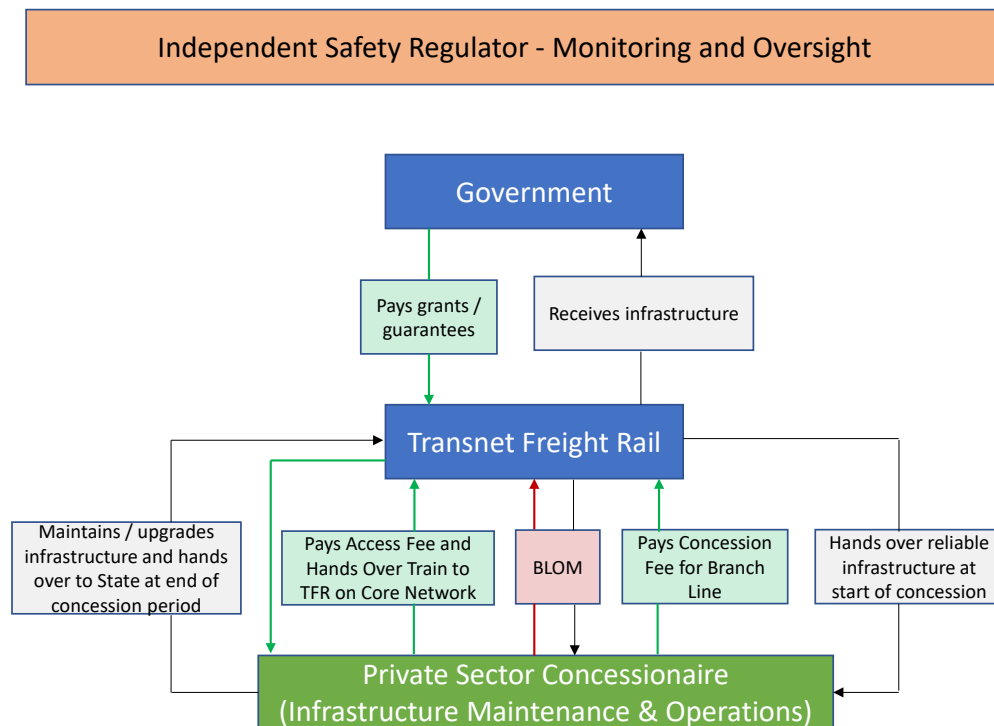 Independent Safety Regulator - Monitoring and Oversight
Government
Pays grants /
guarantees
Receives infrastructure
Transnet Freight Rail
Maintains / upgrades
infrastructure and hands
over to State at end of
concession period
Pays Access Fee and
Hands Over Train to
TFR on Core Network
BLOM
Pays Concession
Fee for Branch
Line
Hands over reliable
infrastructure at
start of concession
Private Sector Concessionaire
(Infrastructure Maintenance & Operations)